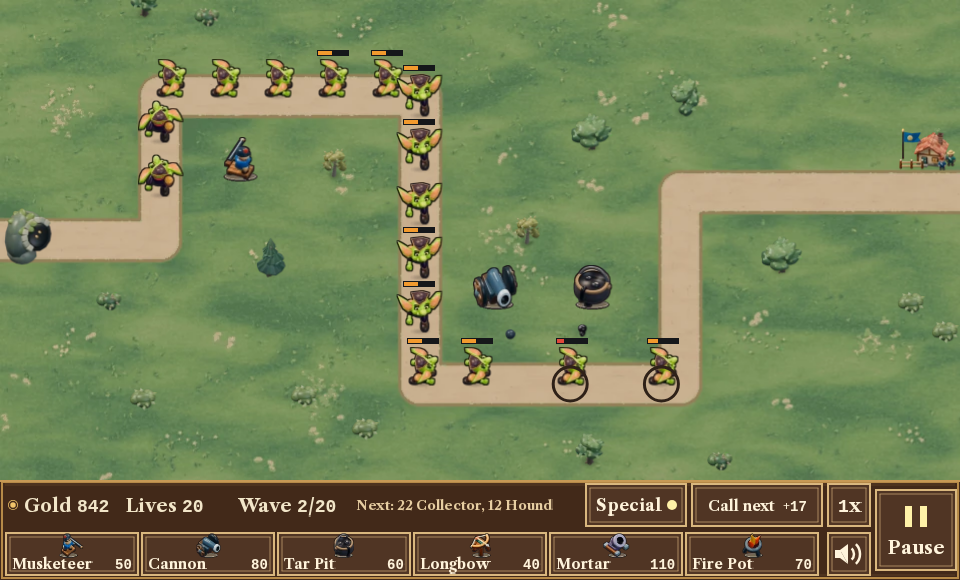 Gold 842 Lives 20 Wave 2/20 Next: 22 Collector, 12 Hound Special Call next +17 1x
Pause
Musketeer 50 Cannon 80 Tar Pit 60 Longbow 40 Mortar 110 Fire Pot 70